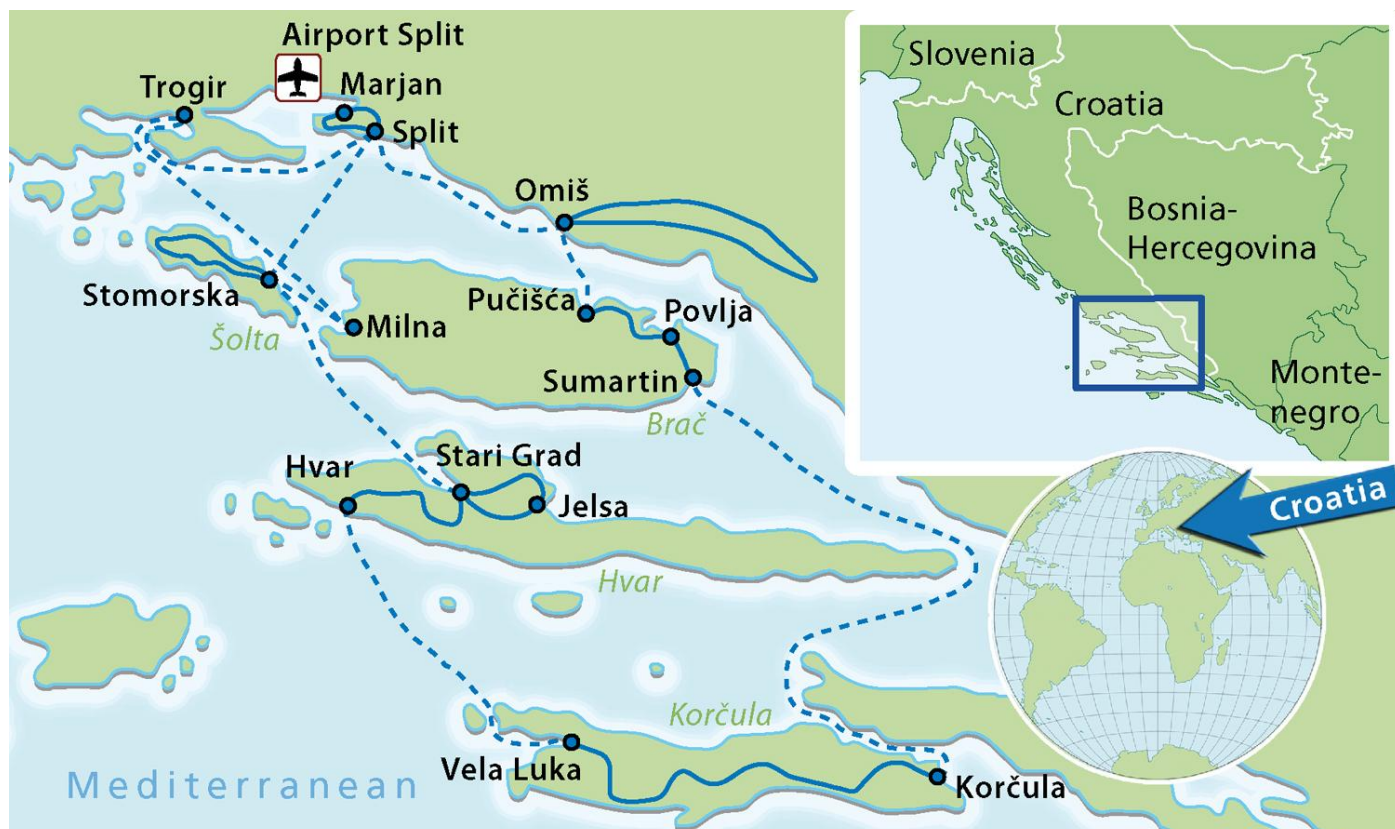 Airport Split
Trogir
Marjan
Split
Omiš
Stomorska
Šolta
Milna
Pučišća
Povlja
Sumartin
Brač
Hvar
Stari Grad
Jelsa
Hvar
Korčula
Vela Luka
Korčula
Mediterranean
Slovenia
Croatia
Bosnia-
Hercegovina
Monte-
negro
Croatia